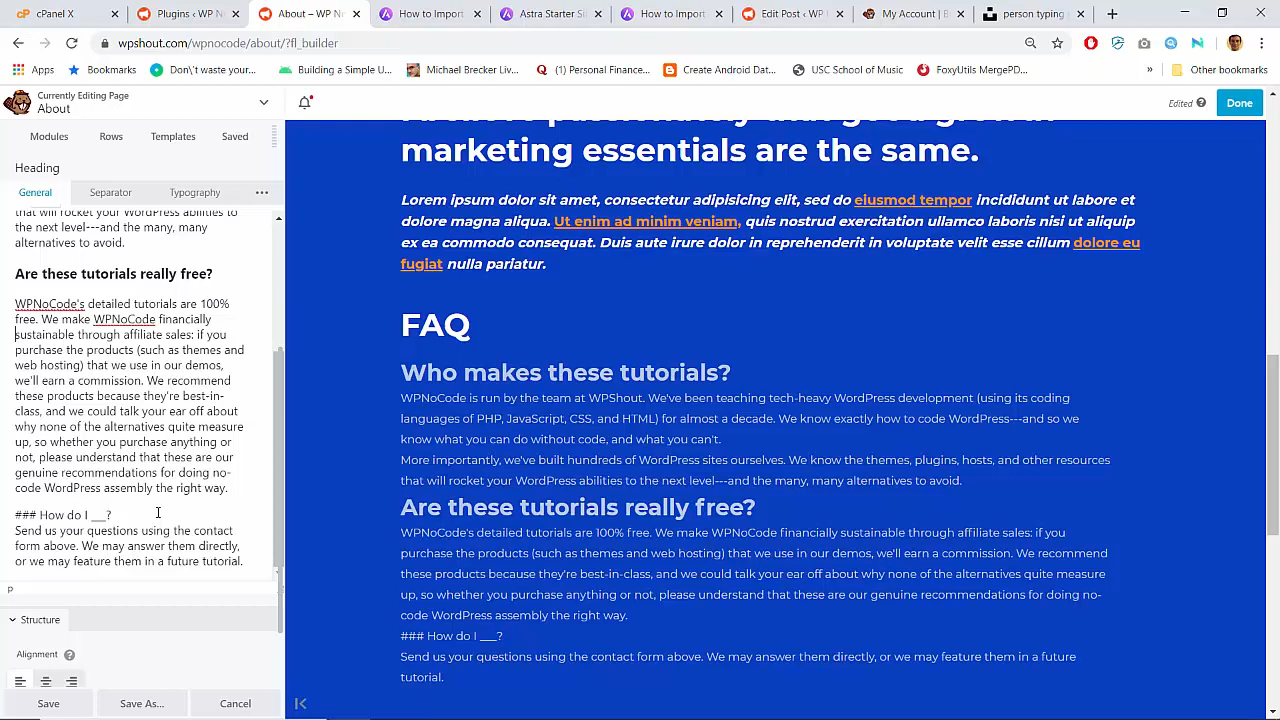 cPanel X
Plugins ‹ N
About – WP N
How to Import
Astra Starter Si
How to Import
Edit Post ‹ WP
My Account | B
person typing
wpshout.com/wpnocode/about/?fl_builder
Apps
Bookmarks
Don\'t waste your...
Building a Simple U...
Michael Brecker Liv...
(1) Personal Financ...
Create Android Dat...
USC School of Music
FoxyUtils MergePD...
»
Other bookmarks
Currently Editing Page
About
Edited
Done
Modules
Rows
Templates
Saved
Heading
General
Separator
Typography
that will rocket your WordPress abilities to
the next level---and the many, many
alternatives to avoid.
Are these tutorials really free?
WPNoCode's detailed tutorials are 100%
free. We make WPNoCode financially
sustainable through affiliate sales: if you
purchase the products (such as themes and
web hosting) that we use in our demos,
we'll earn a commission. We recommend
these products because they're best-in-
class, and we could talk your ear off about
why none of the alternatives quite measure
up, so whether you purchase anything or
not, please understand that these are our
genuine recommendations for doing no-
code WordPress assembly the right way.
### How do I ___?
Send us your questions using the contact
form above. We may answer them directly,
or we may feature them in a future tutorial.
P
Structure
Alignment
Save
Save As...
Cancel
marketing essentials are the same.
Lorem ipsum dolor sit amet, consectetur adipisicing elit, sed do eiusmod tempor incididunt ut labore et
dolore magna aliqua. Ut enim ad minim veniam, quis nostrud exercitation ullamco laboris nisi ut aliquip
ex ea commodo consequat. Duis aute irure dolor in reprehenderit in voluptate velit esse cillum dolore eu
fugiat nulla pariatur.
FAQ
Who makes these tutorials?
WPNoCode is run by the team at WPShout. We've been teaching tech-heavy WordPress development (using its coding
languages of PHP, JavaScript, CSS, and HTML) for almost a decade. We know exactly how to code WordPress---and so we
know what you can do without code, and what you can't.
More importantly, we've built hundreds of WordPress sites ourselves. We know the themes, plugins, hosts, and other resources
that will rocket your WordPress abilities to the next level---and the many, many alternatives to avoid.
Are these tutorials really free?
WPNoCode's detailed tutorials are 100% free. We make WPNoCode financially sustainable through affiliate sales: if you
purchase the products (such as themes and web hosting) that we use in our demos, we'll earn a commission. We recommend
these products because they're best-in-class, and we could talk your ear off about why none of the alternatives quite measure
up, so whether you purchase anything or not, please understand that these are our genuine recommendations for doing no-
code WordPress assembly the right way.
### How do I ___?
Send us your questions using the contact form above. We may answer them directly, or we may feature them in a future
tutorial.